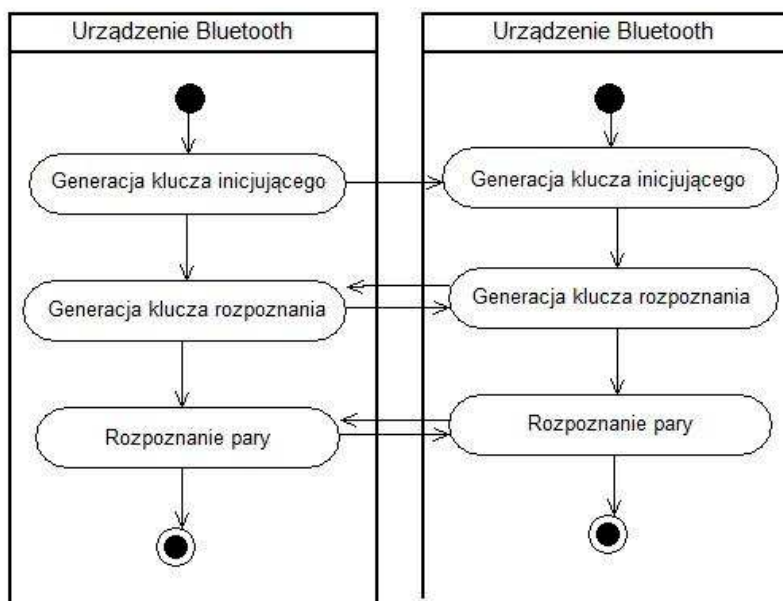 Urządzenie Bluetooth
Urządzenie Bluetooth
Generacja klucza inicjującego
Generacja klucza inicjującego
Generacja klucza rozpoznania
Generacja klucza rozpoznania
Rozpoznanie pary
Rozpoznanie pary